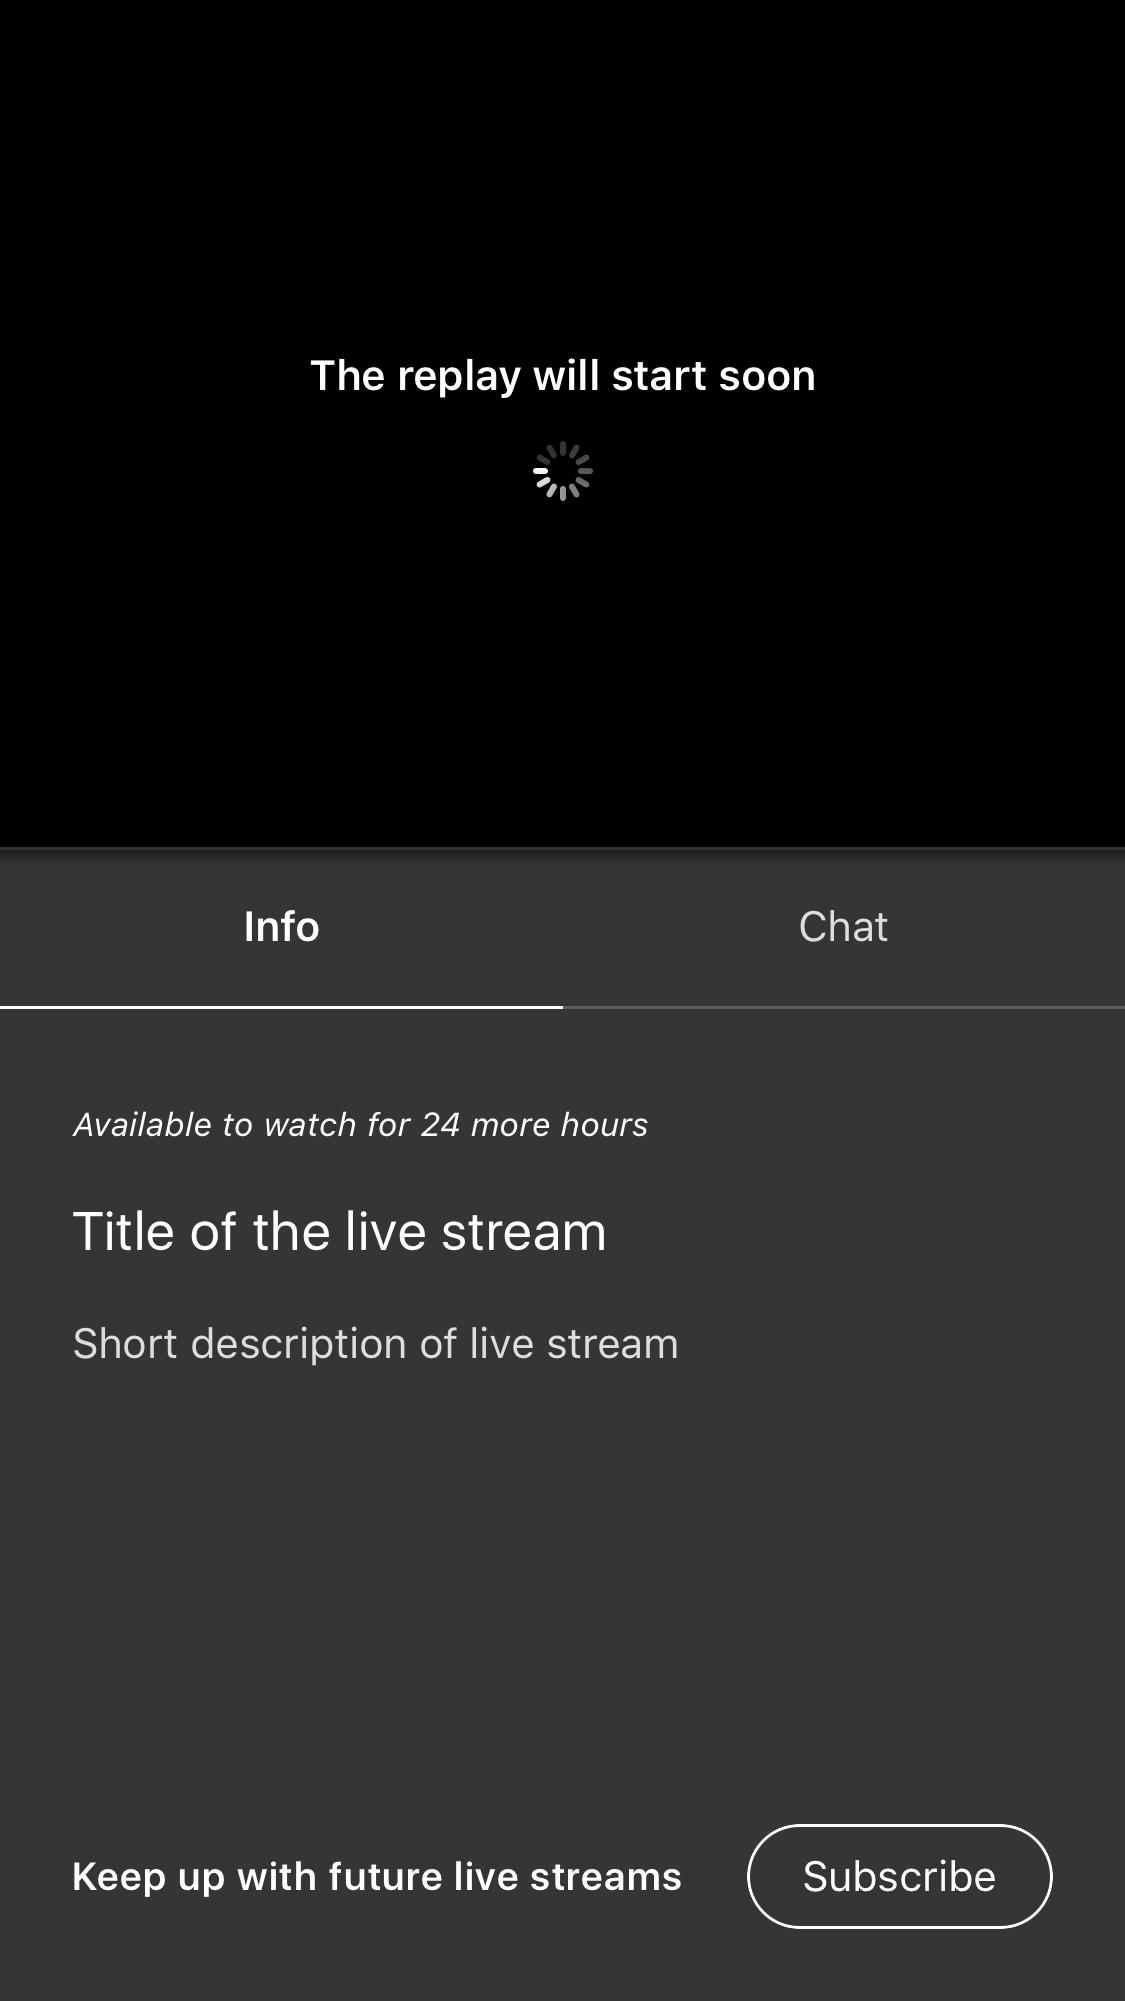 The replay will start soon
Info
Chat
Available to watch for 24 more hours
Title of the live stream
Short description of live stream
Keep up with future live streams
Subscribe